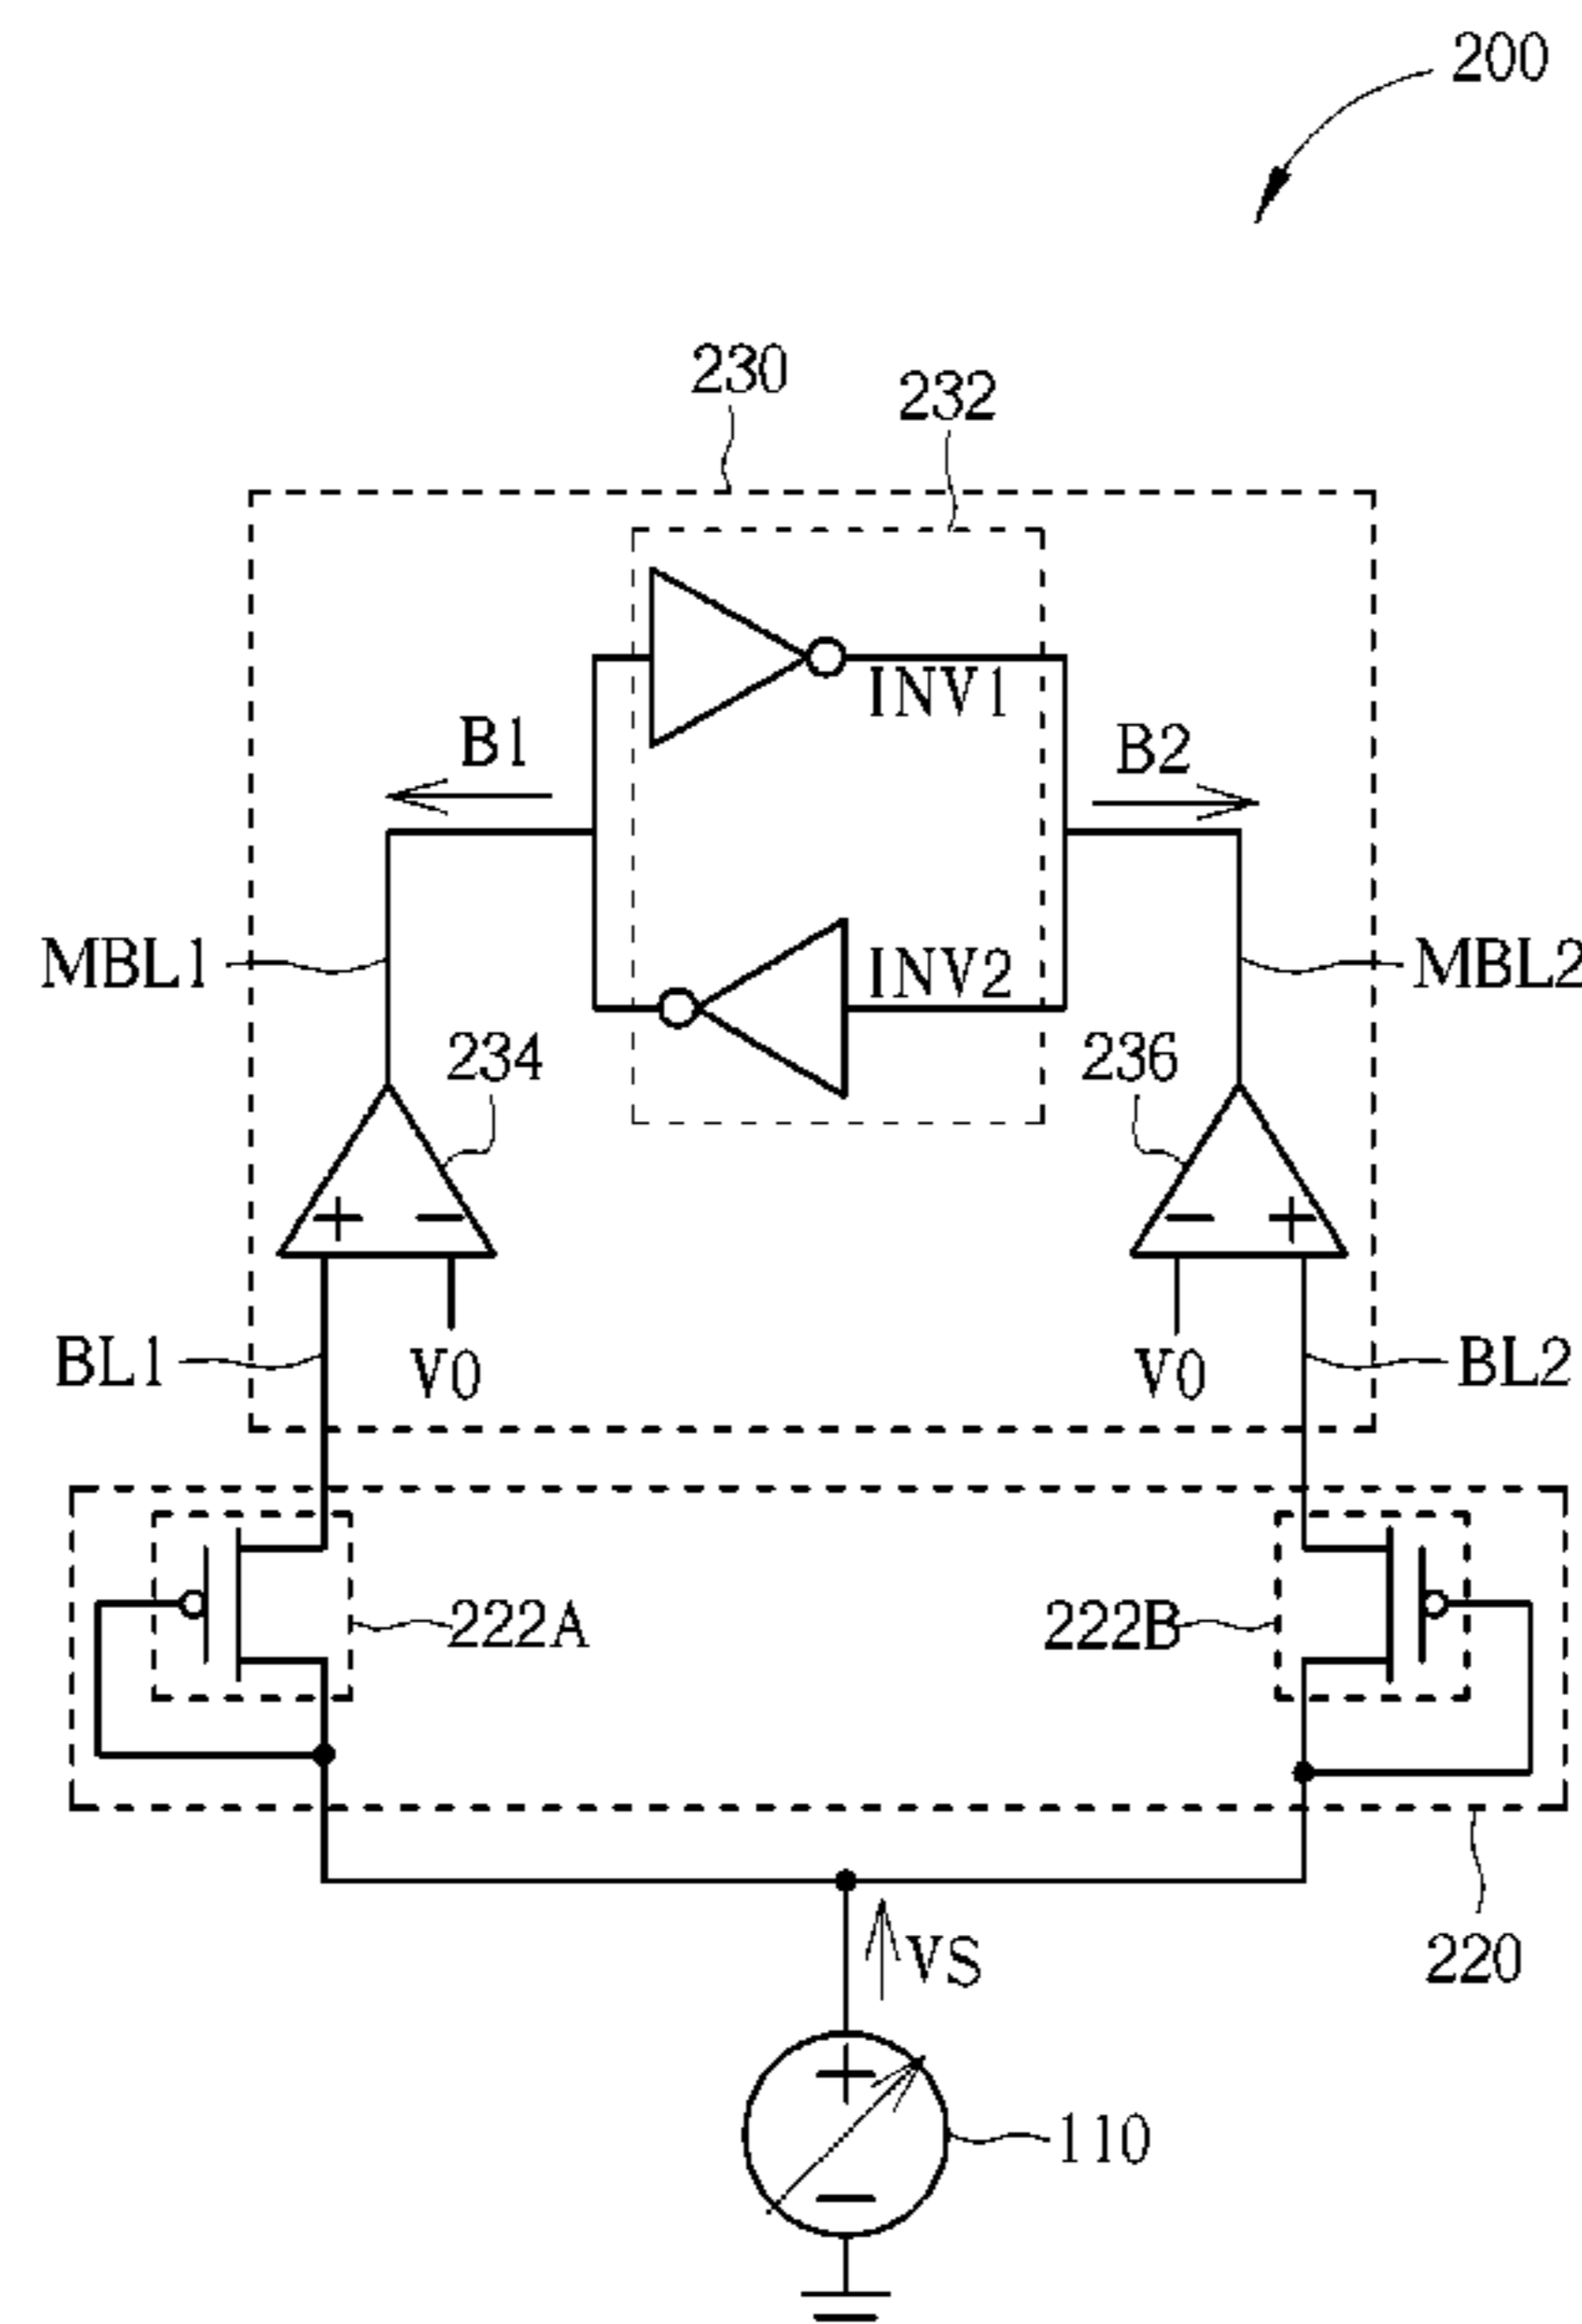 200
230
232
INV1
B1
B2
INV2
MBL1
MBL2
234
236
+ −
− +
BL1
V0
V0
BL2
222A
222B
VS
220
+
110
−